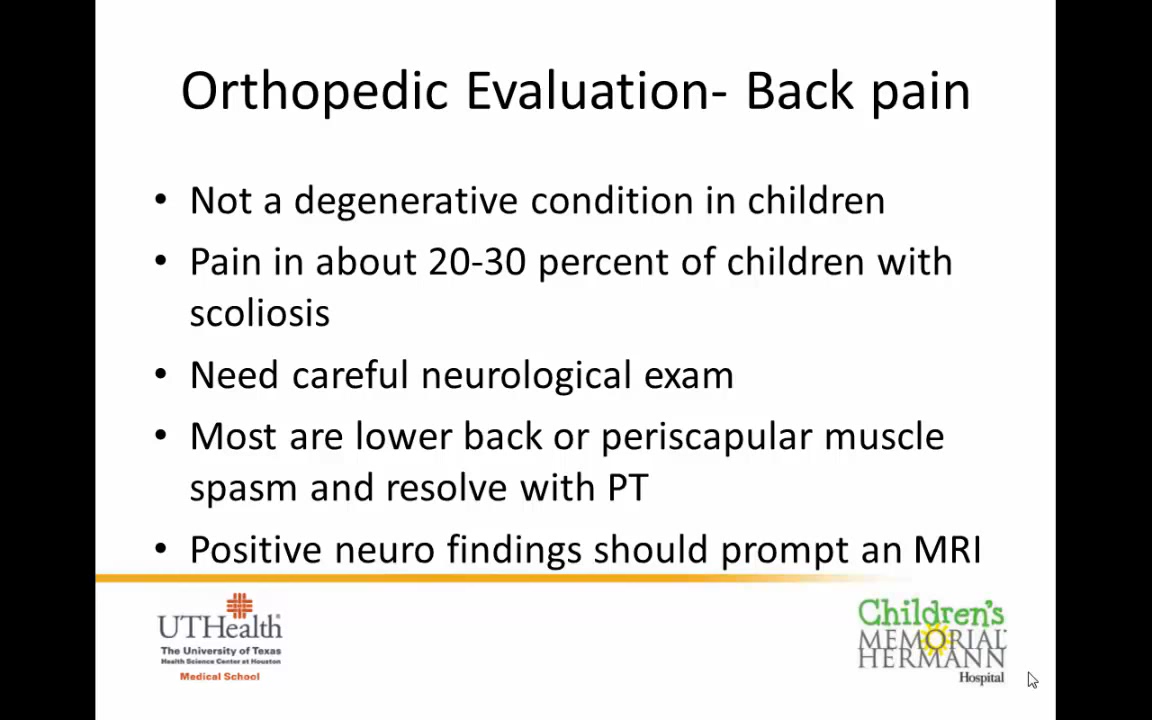 Orthopedic Evaluation- Back pain
• Not a degenerative condition in children
• Pain in about 20-30 percent of children with
scoliosis
• Need careful neurological exam
• Most are lower back or periscapular muscle
spasm and resolve with PT
• Positive neuro findings should prompt an MRI
UTHealth
The University of Texas
Health Science Center at Houston
Medical School
Children's
MEMORIAL
HERMANN
Hospital